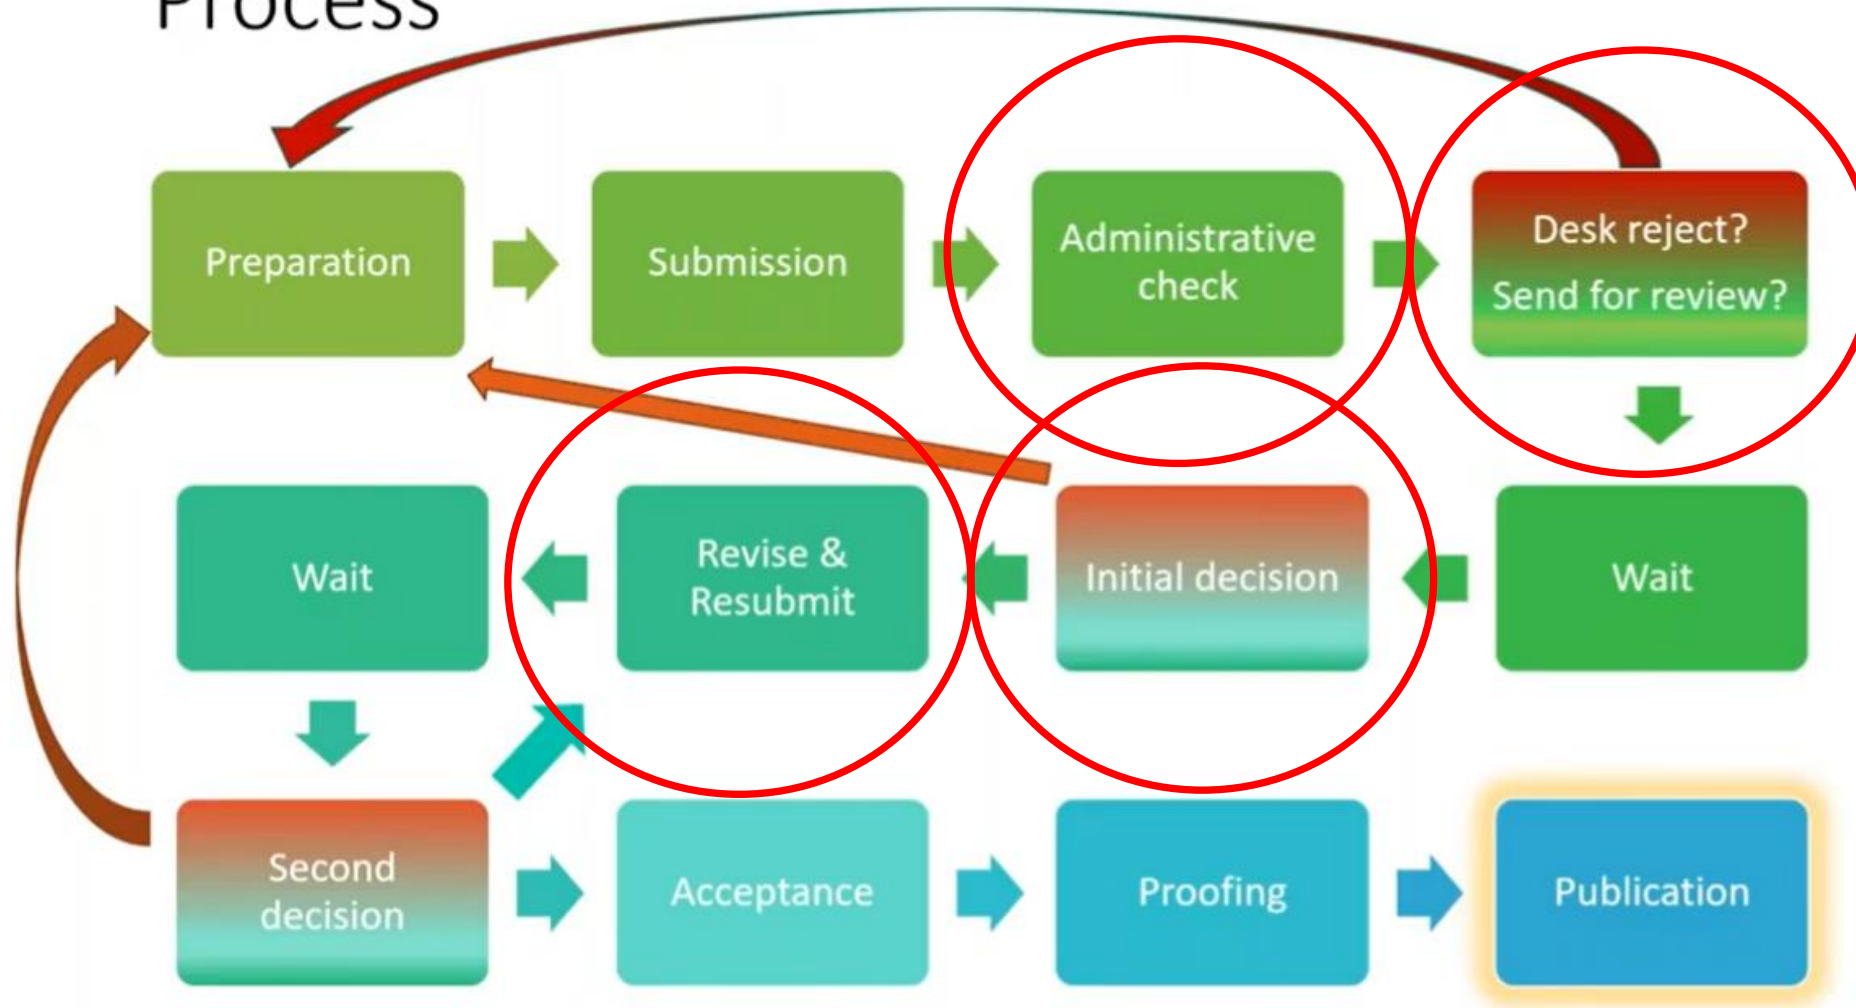 Process
Preparation
Submission
Administrative
check
Desk reject?
Send for review?
Wait
Revise &
Resubmit
Initial decision
Wait
Second
decision
Acceptance
Proofing
Publication